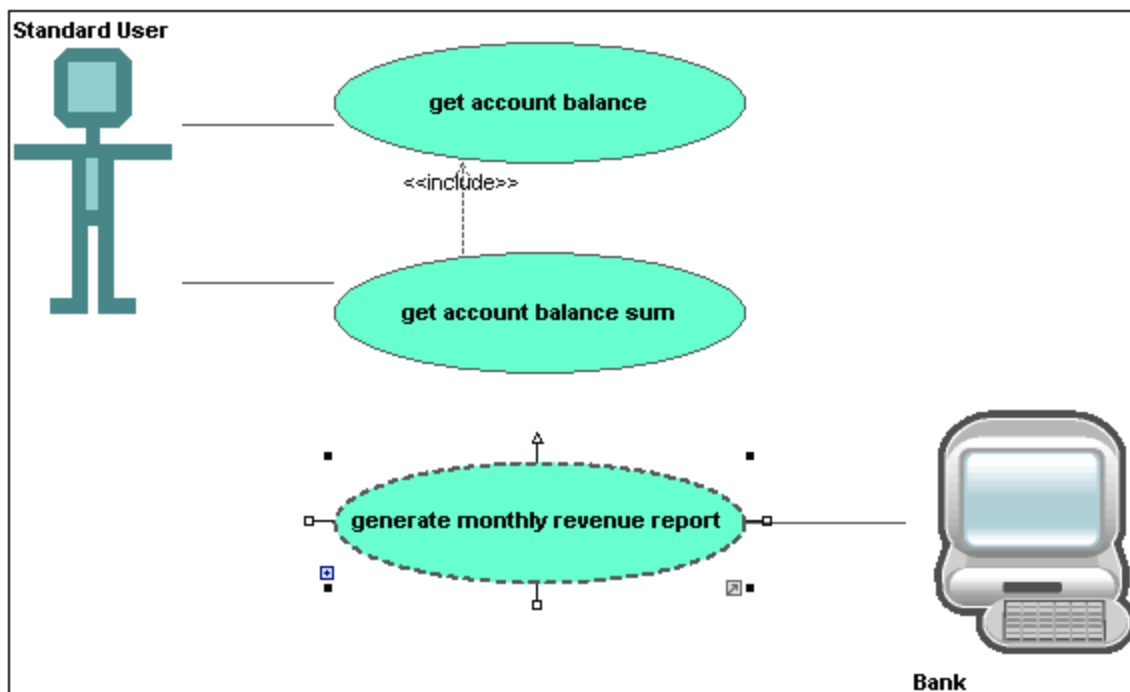 Standard User
get account balance
<<include>>
get account balance sum
generate monthly revenue report
Bank